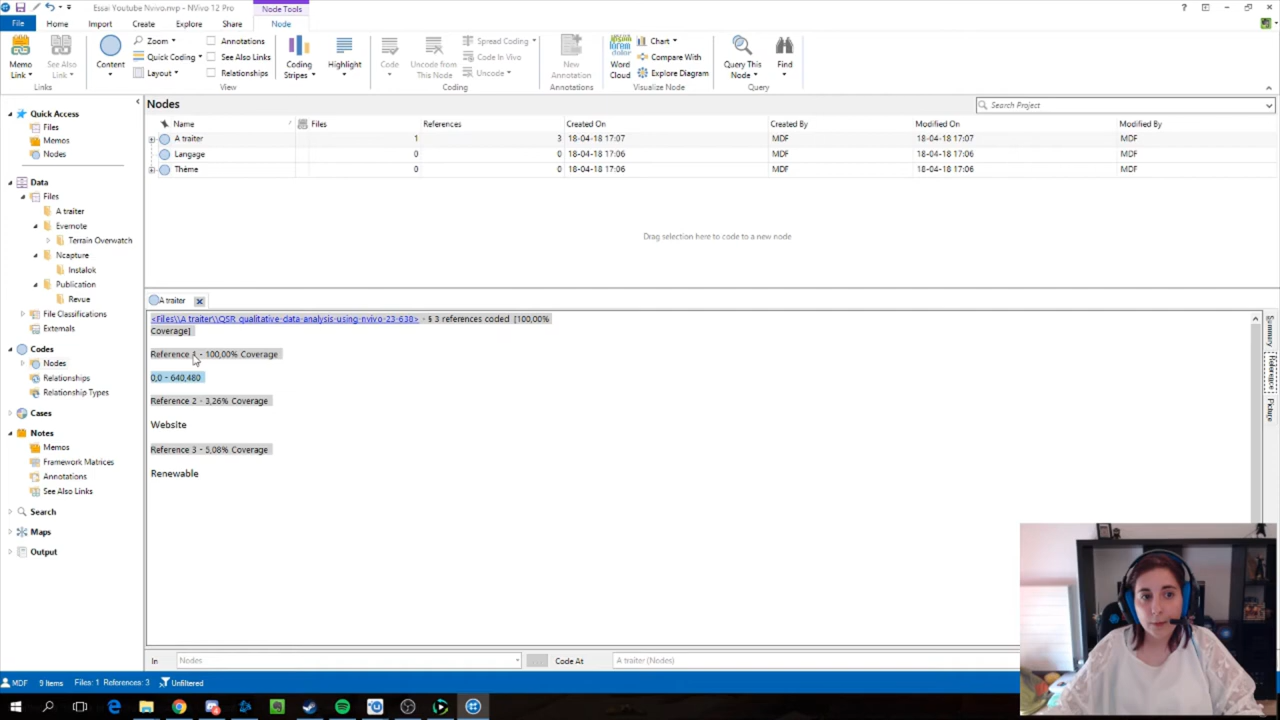 Essai Youtube Nvivo.nvp - NVivo 12 Pro
Node Tools
File
Home
Import
Create
Explore
Share
Node
Memo Link
See Also Link
Links
Content
Zoom
Quick Coding
Layout
Annotations
See Also Links
Relationships
View
Coding Stripes
Highlight
Code
Uncode from This Node
Spread Coding
Code In Vivo
Uncode
Coding
New Annotation
Annotations
Word Cloud
Chart
Compare With
Explore Diagram
Visualize Node
Query This Node
Find
Query
Quick Access
Files
Memos
Nodes
Data
Files
A traiter
Evernote
Terrain Overwatch
Ncapture
Instalok
Publication
Revue
File Classifications
Externals
Codes
Nodes
Relationships
Relationship Types
Cases
Notes
Memos
Framework Matrices
Annotations
See Also Links
Search
Maps
Output
Nodes
Search Project
Name Files References Created On Created By Modified On Modified By
A traiter 1 3 18-04-18 17:07 MDF 18-04-18 17:07 MDF
Langage 0 0 18-04-18 17:06 MDF 18-04-18 17:06 MDF
Thème 0 0 18-04-18 17:06 MDF 18-04-18 17:06 MDF
Drag selection here to code to a new node
A traiter
<Files\\A traiter\\QSR_qualitative-data-analysis-using-nvivo-23-638> - § 3 references coded [100,00%
Coverage]
Reference 1 - 100,00% Coverage
0,0 - 640,480
Reference 2 - 3,26% Coverage
Website
Reference 3 - 5,08% Coverage
Renewable
Summary
Reference
Picture
In Nodes Code At A traiter (Nodes)
MDF 9 Items Files: 1 References: 3 Unfiltered